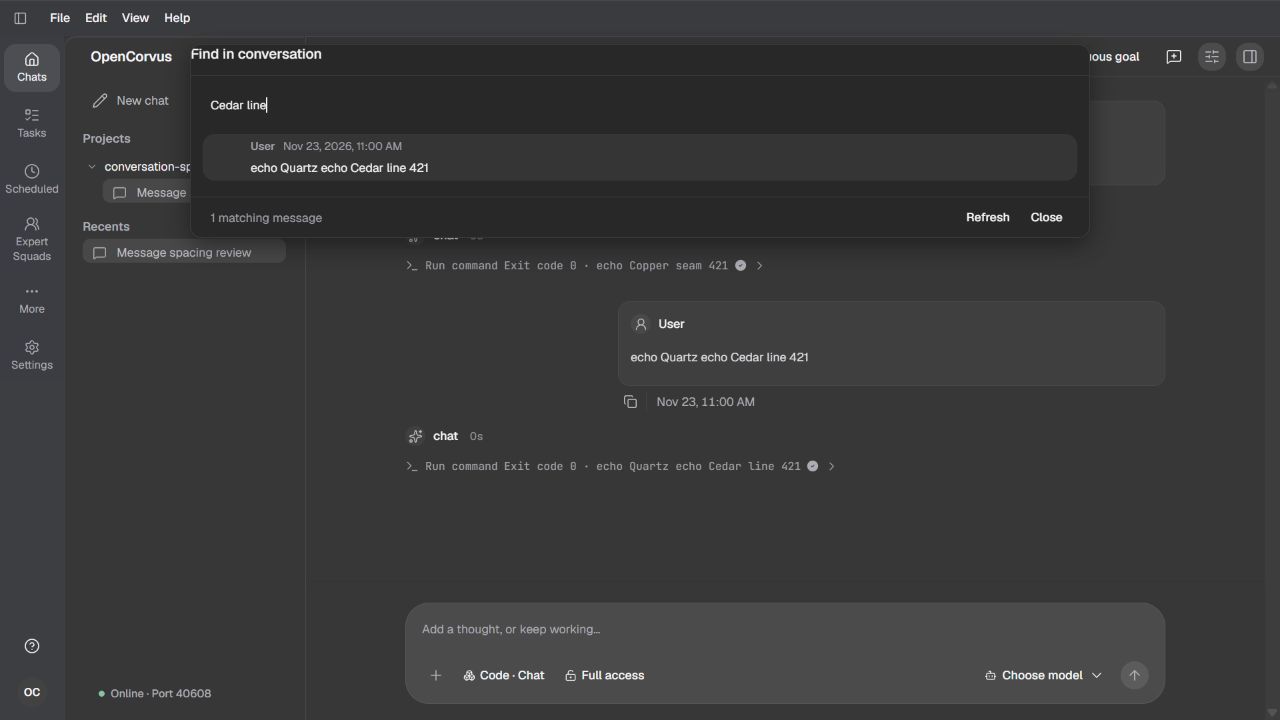 File Edit View Help
Chats
Tasks
Scheduled
Expert
Squads
More
Settings
OC
OpenCorvus
New chat
Projects
conversation-sp
Message
Recents
Message spacing review
Online · Port 40608
Find in conversation
Cedar line
User Nov 23, 2026, 11:00 AM
echo Quartz echo Cedar line 421
1 matching message
Refresh Close
ous goal
Run command Exit code 0 · echo Copper seam 421
User
echo Quartz echo Cedar line 421
Nov 23, 11:00 AM
chat 0s
Run command Exit code 0 · echo Quartz echo Cedar line 421
Add a thought, or keep working...
Code · Chat Full access Choose model